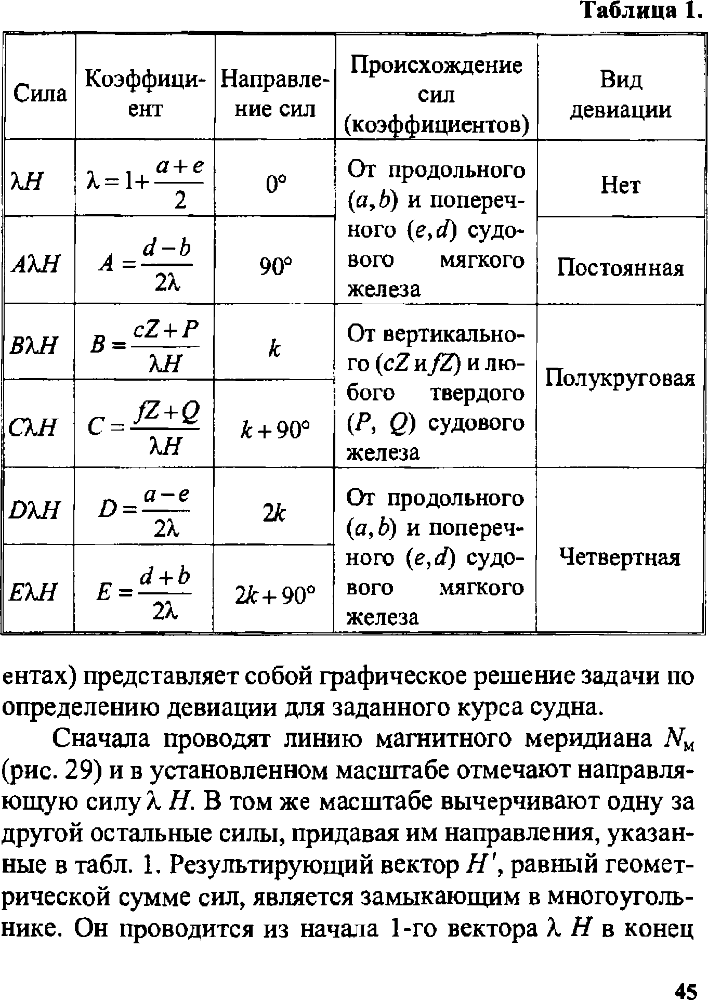 Таблица 1.
Сила
Коэффици-
ент
Направле-
ние сил
Происхождение
сил
(коэффициентов)
Вид
девиации
λH
λ = 1 + (a + e) / 2
0°
От продольного
(a, b) и попереч-
ного (e, d) судо-
вого мягкого
железа
Нет
AλH
A = (d – b) / 2λ
90°
Постоянная
BλH
B = (cZ + P) / λH
k
От вертикально-
го (cZ и fZ) и лю-
бого твердого
(P, Q) судового
железа
Полукруговая
CλH
C = (fZ + Q) / λH
k + 90°
DλH
D = (a – e) / 2λ
2k
От продольного
(a, b) и попереч-
ного (e, d) судо-
вого мягкого
железа
Четвертная
EλH
E = (d + b) / 2λ
2k + 90°
ентах) представляет собой графическое решение задачи по
определению девиации для заданного курса судна.
Сначала проводят линию магнитного меридиана Nм
(рис. 29) и в установленном масштабе отмечают направля-
ющую силу λ H. В том же масштабе вычерчивают одну за
другой остальные силы, придавая им направления, указан-
ные в табл. 1. Результирующий вектор H', равный геомет-
рической сумме сил, является замыкающим в многоуголь-
нике. Он проводится из начала 1-го вектора λ H в конец
45